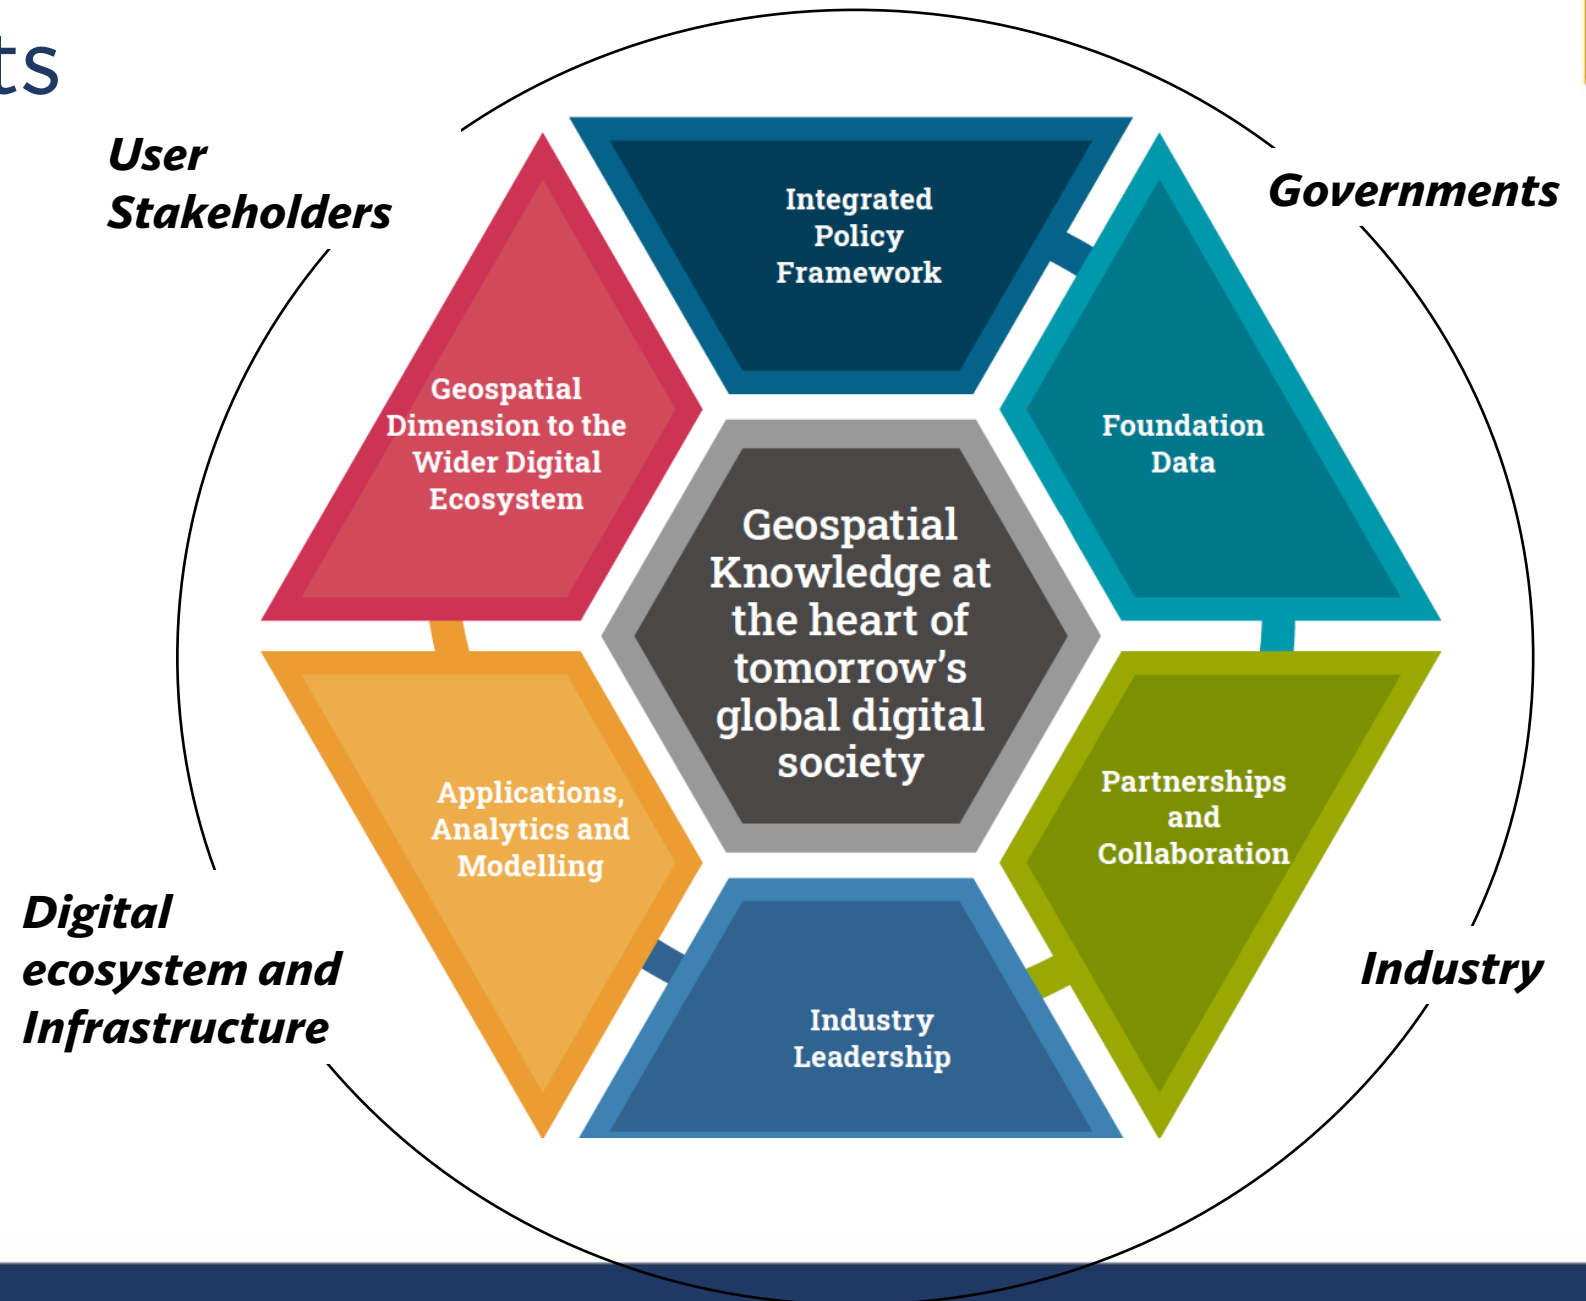 ts
User
Stakeholders
Governments
Integrated
Policy
Framework
Geospatial
Dimension to the
Wider Digital
Ecosystem
Foundation
Data
Geospatial
Knowledge at
the heart of
tomorrow’s
global digital
society
Applications,
Analytics and
Modelling
Partnerships
and
Collaboration
Digital
ecosystem and
Infrastructure
Industry
Industry
Leadership